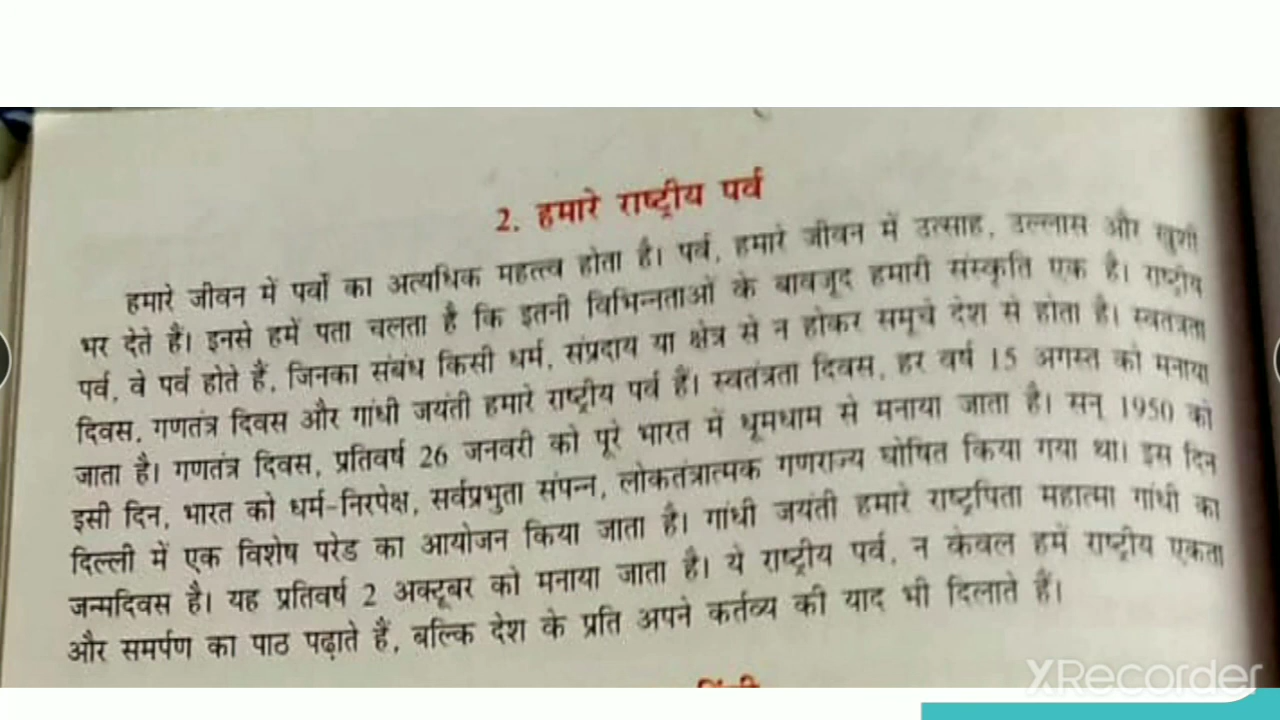 2. हमारे राष्ट्रीय पर्व
हमारे जीवन में पर्वों का अत्यधिक महत्त्व होता है। पर्व, हमारे जीवन में उत्साह, उल्लास और खुशी
भर देते हैं। इनसे हमें पता चलता है कि इतनी विभिन्नताओं के बावजूद हमारी संस्कृति एक है। राष्ट्रीय
पर्व, वे पर्व होते हैं, जिनका संबंध किसी धर्म, संप्रदाय या क्षेत्र से न होकर समूचे देश से होता है। स्वतंत्रता
दिवस, गणतंत्र दिवस और गांधी जयंती हमारे राष्ट्रीय पर्व हैं। स्वतंत्रता दिवस, हर वर्ष 15 अगस्त को मनाया
जाता है। गणतंत्र दिवस, प्रतिवर्ष 26 जनवरी को पूरे भारत में धूमधाम से मनाया जाता है। सन् 1950 को
इसी दिन, भारत को धर्म-निरपेक्ष, सर्वप्रभुता संपन्न, लोकतंत्रात्मक गणराज्य घोषित किया गया था। इस दिन
दिल्ली में एक विशेष परेड का आयोजन किया जाता है। गांधी जयंती हमारे राष्ट्रपिता महात्मा गांधी का
जन्मदिवस है। यह प्रतिवर्ष 2 अक्टूबर को मनाया जाता है। ये राष्ट्रीय पर्व, न केवल हमें राष्ट्रीय एकता
और समर्पण का पाठ पढ़ाते हैं, बल्कि देश के प्रति अपने कर्तव्य की याद भी दिलाते हैं।
XRecorder